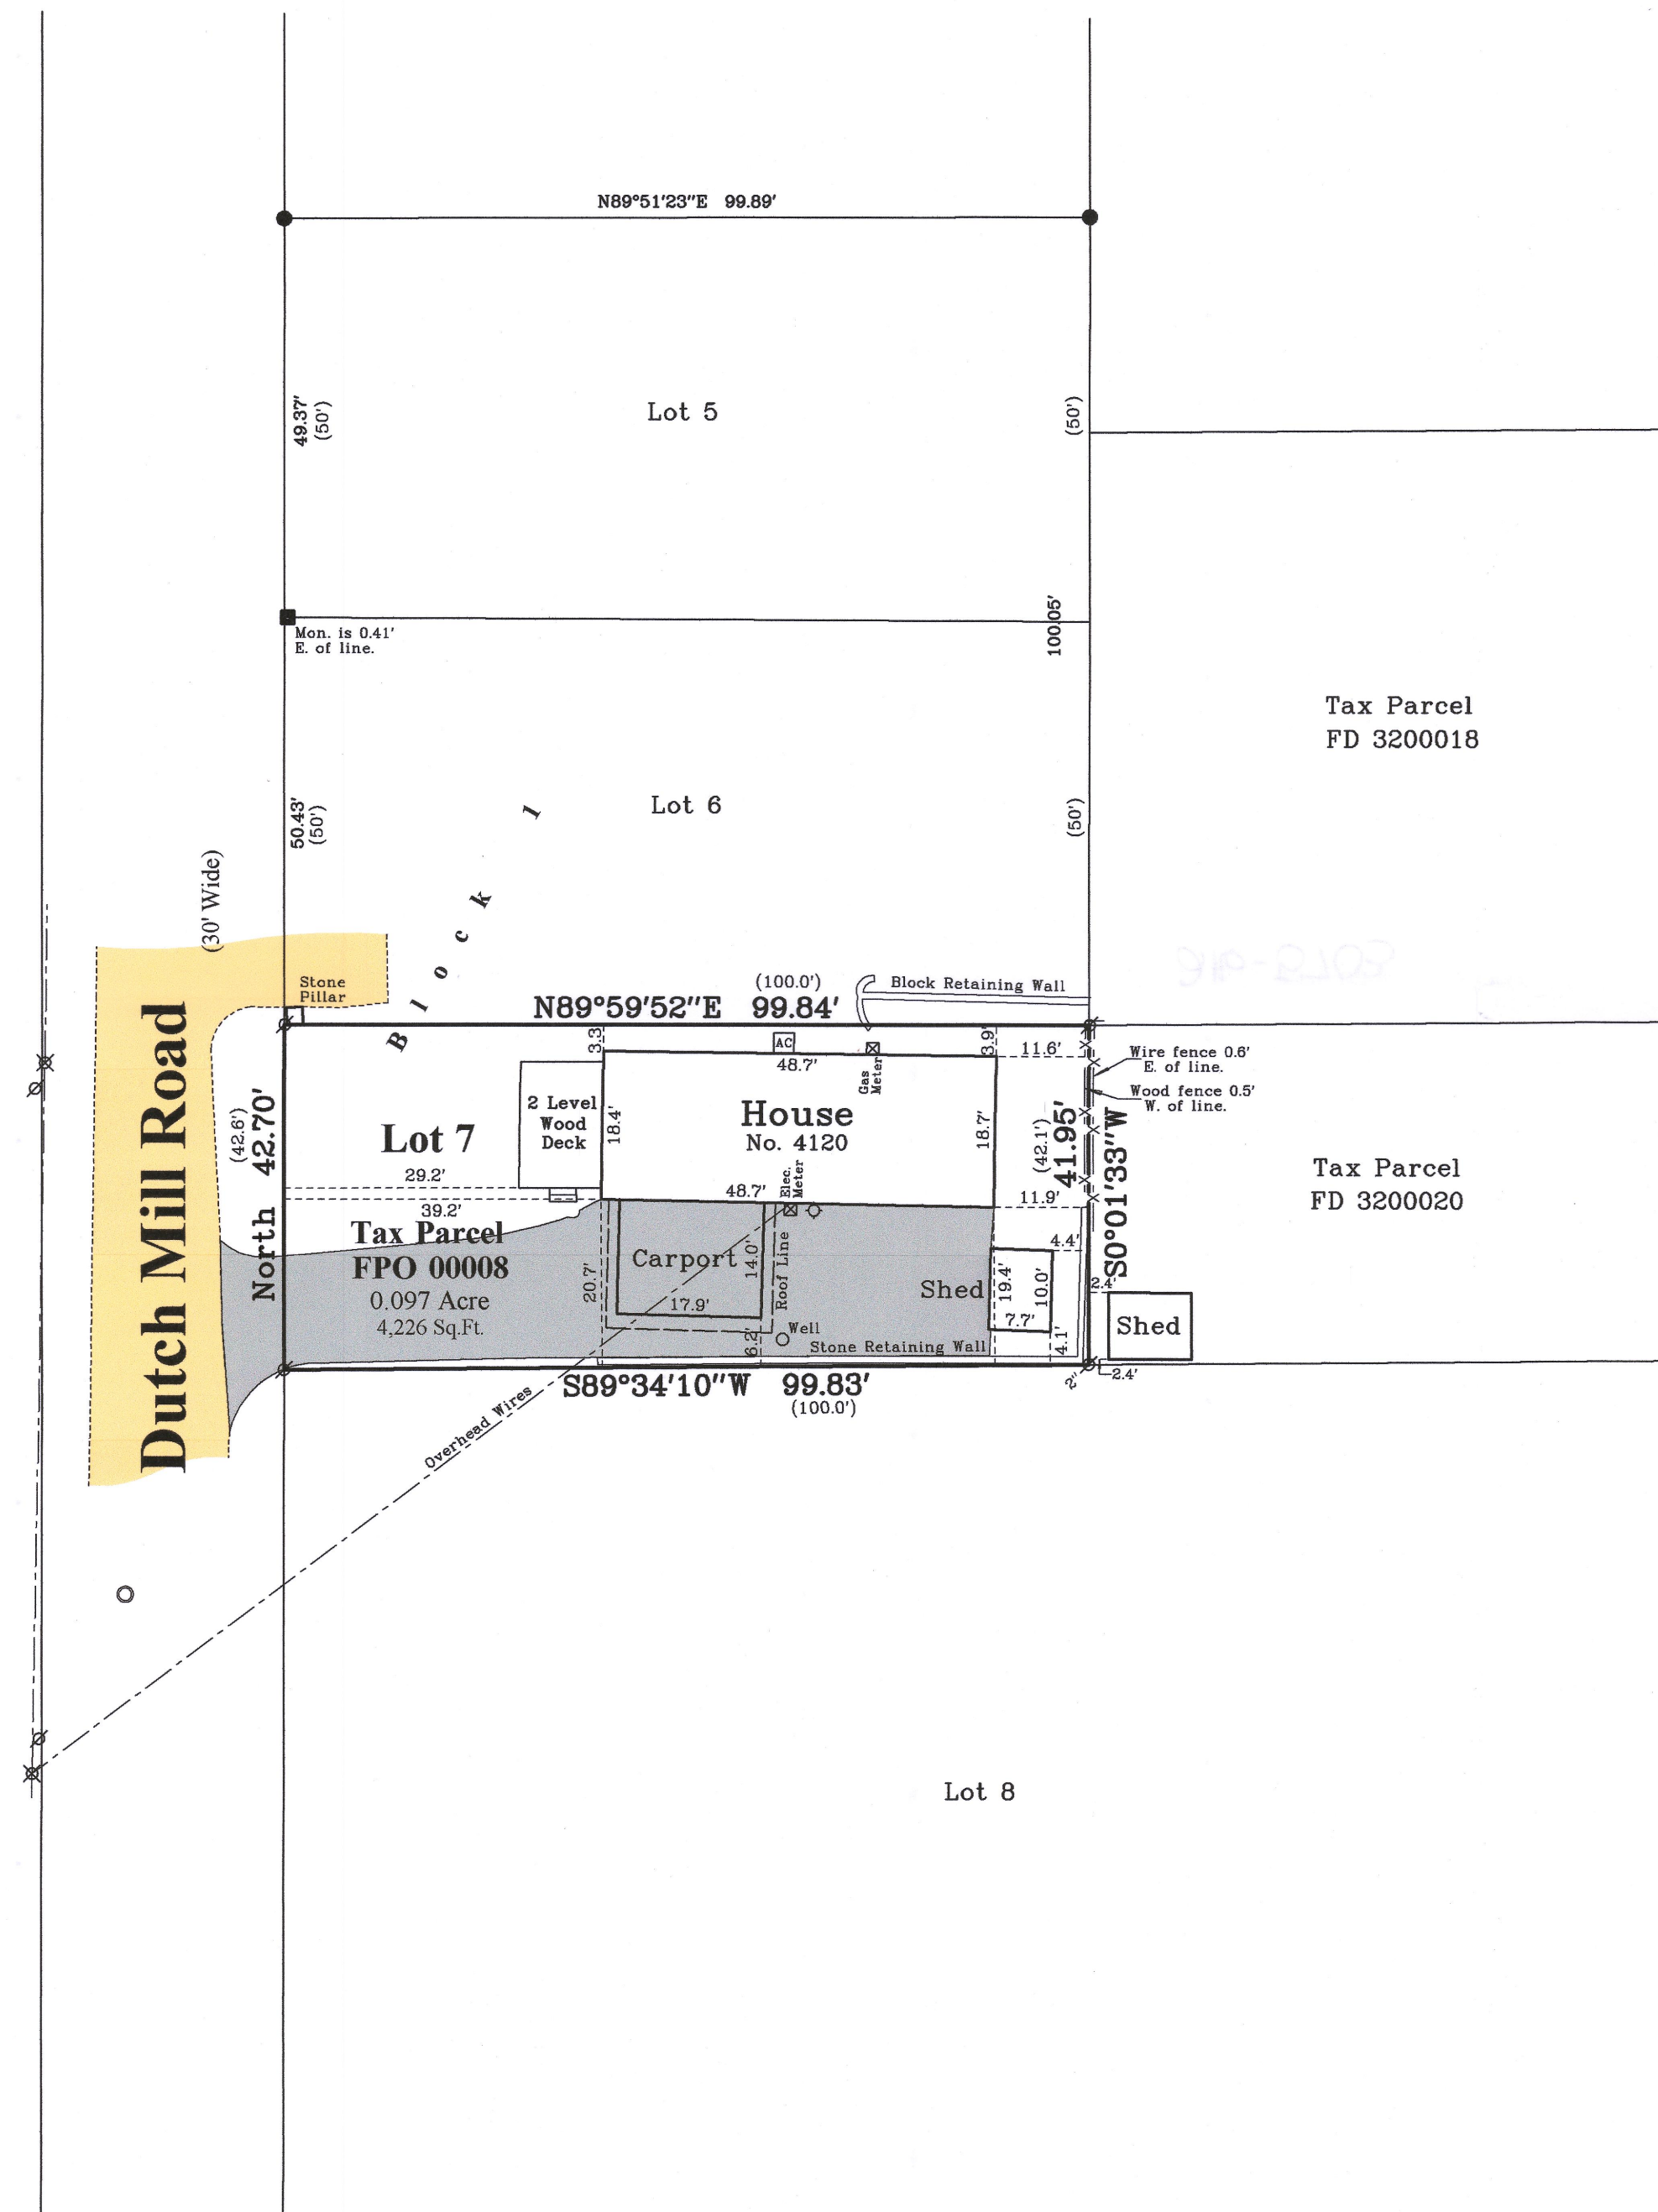 N89°51'23"E 99.89'
49.37'
(50')
Lot 5
(50')
Mon. is 0.41'
E. of line.
100.05'
Tax Parcel
FD 3200018
50.43'
(50')
Lot 6
(50')
Block 1
(30' Wide)
Dutch Mill Road
Stone
Pillar
(100.0')
N89°59'52"E 99.84'
Block Retaining Wall
3.3'
AC
48.7'
Gas
Meter
3.9'
11.6'
Wire fence 0.6'
E. of line.
Wood fence 0.5'
W. of line.
(42.6')
North 42.70'
Lot 7
2 Level
Wood
Deck
18.4'
House
No. 4120
18.7'
(42.1')
41.95'
S0°01'33"W
Tax Parcel
FD 3200020
29.2'
39.2'
48.7'
Elec.
Meter
11.9'
Tax Parcel
FPO 00008
0.097 Acre
4,226 Sq.Ft.
20.7'
Carport
14.0'
17.9'
Roof Line
Well
6.2'
Stone Retaining Wall
Shed
19.4'
10.0'
7.7'
4.4'
4.1'
2.4'
Shed
2.4'
2"
S89°34'10"W 99.83'
(100.0')
Overhead Wires
Lot 8